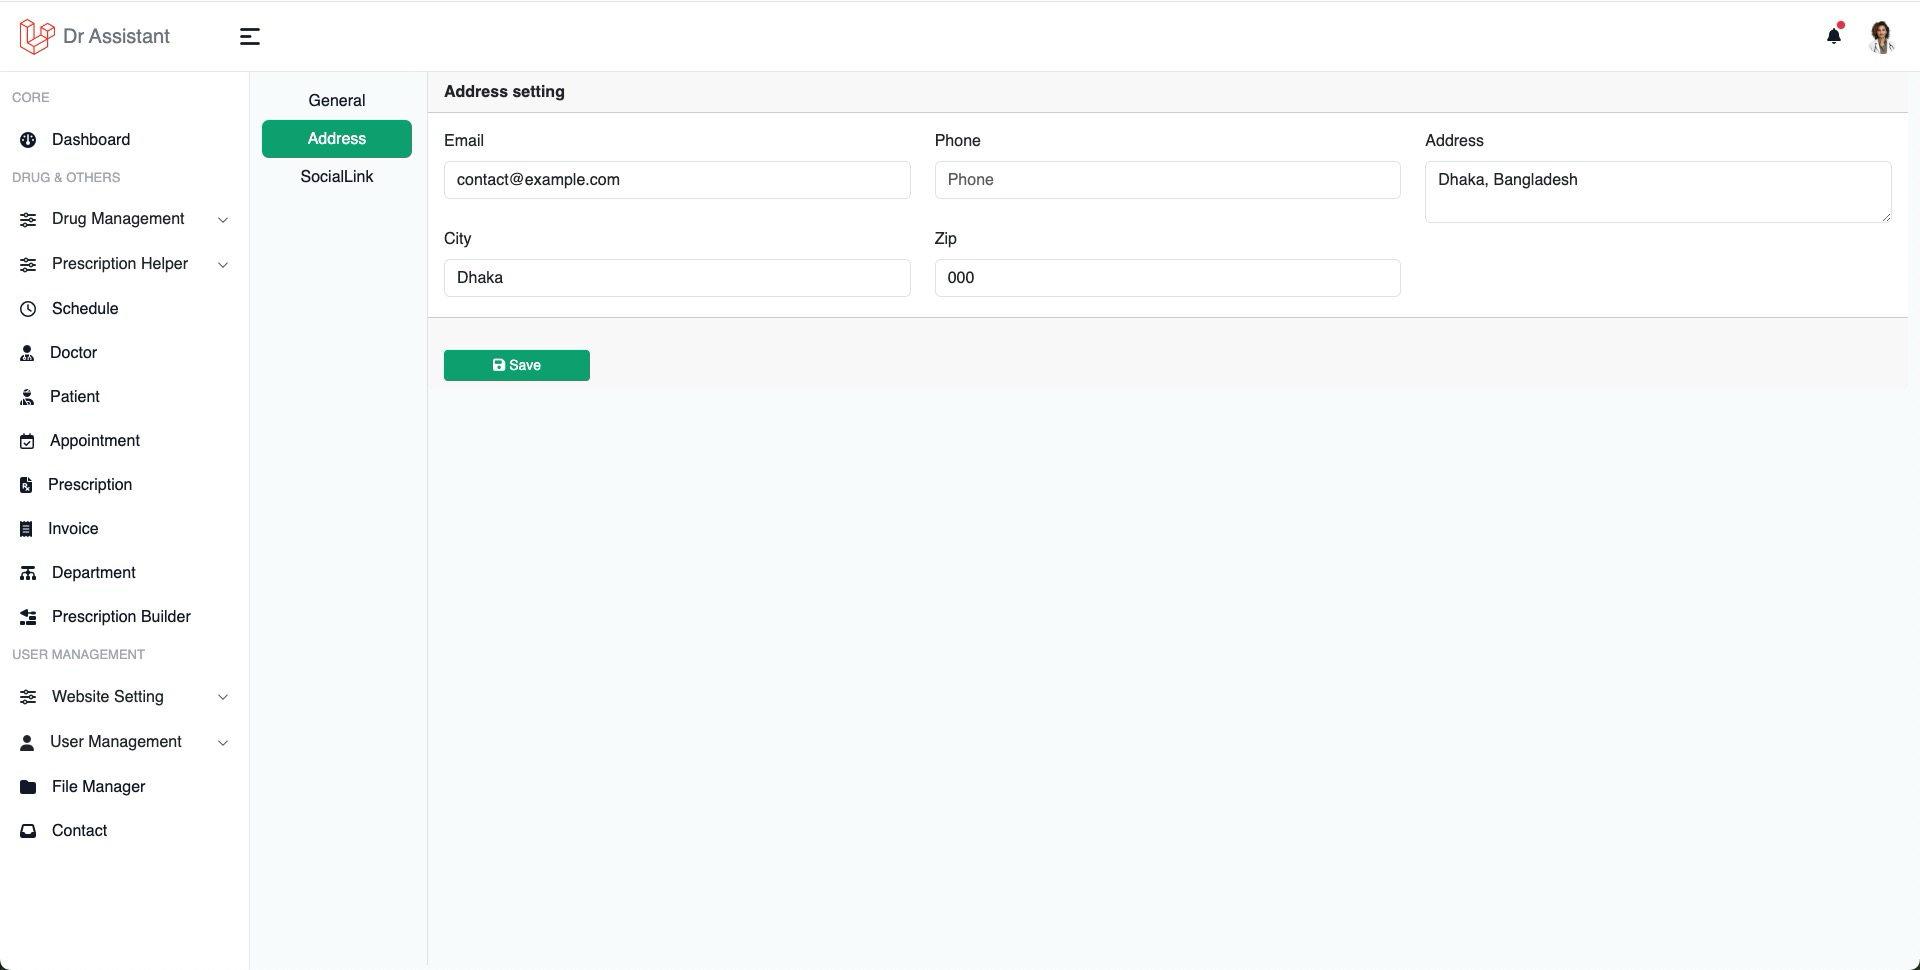 Dr Assistant
CORE
Dashboard
DRUG & OTHERS
Drug Management
Prescription Helper
Schedule
Doctor
Patient
Appointment
Prescription
Invoice
Department
Prescription Builder
USER MANAGEMENT
Website Setting
User Management
File Manager
Contact
General
Address
SocialLink
Address setting
Email
contact@example.com
Phone
Phone
Address
Dhaka, Bangladesh
City
Dhaka
Zip
000
Save